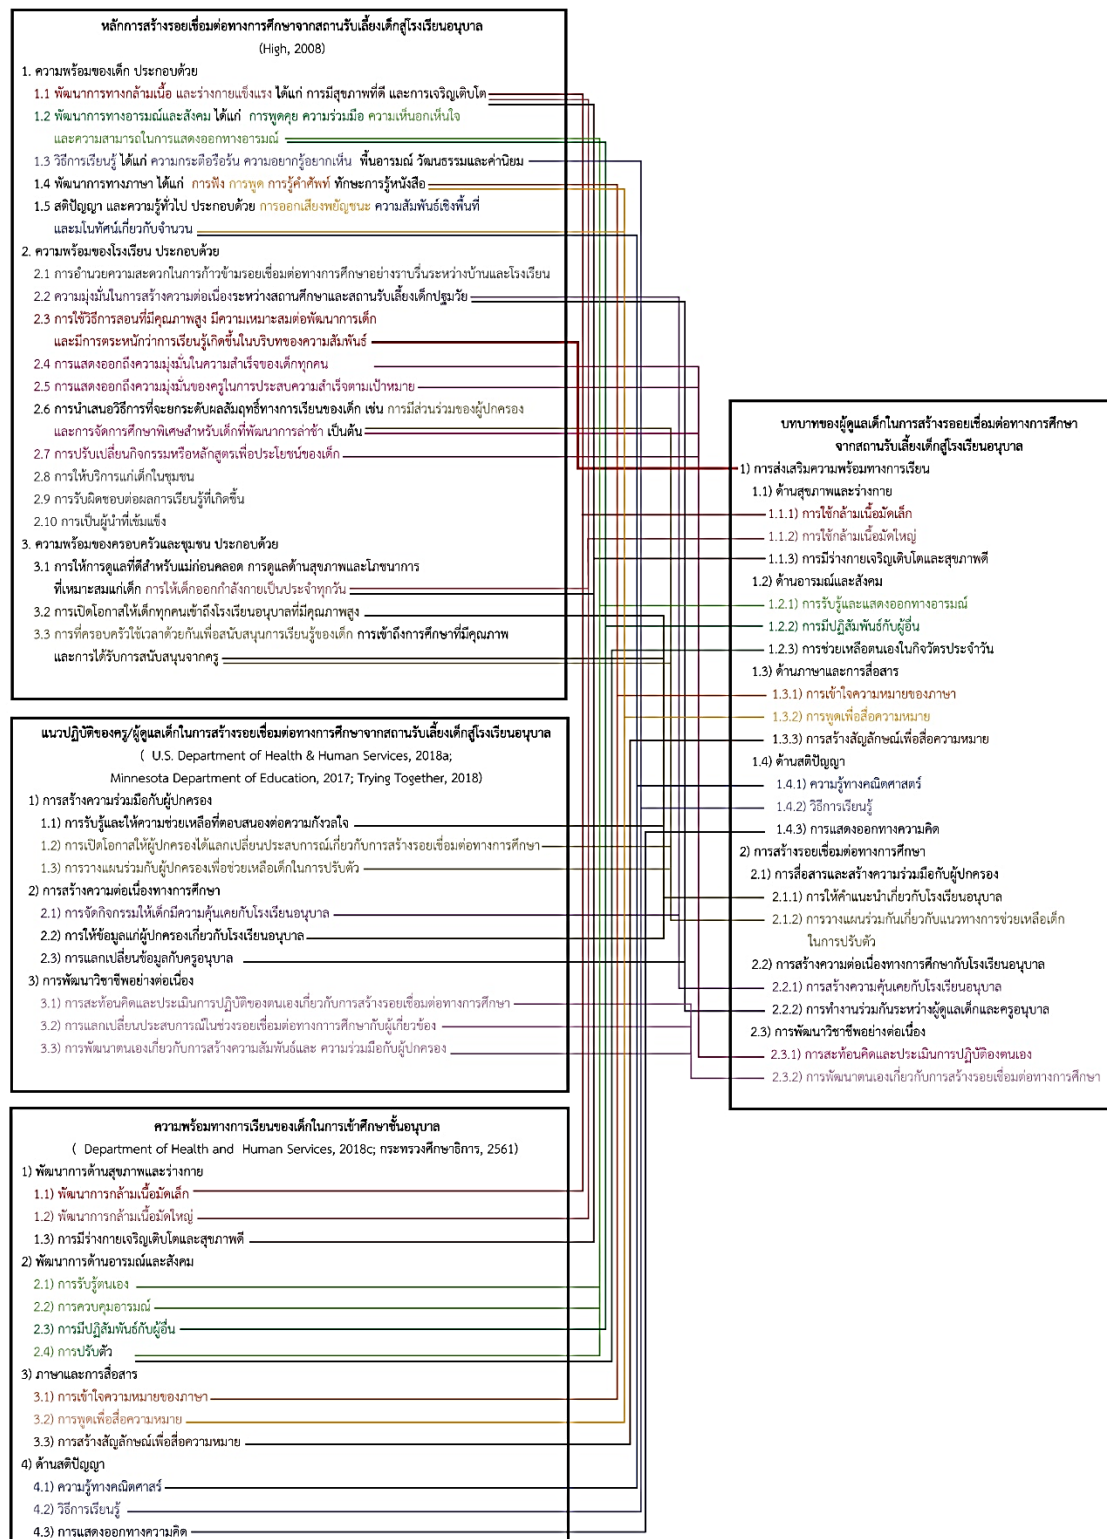 หลักการสร้างรอยเชื่อมต่อทางการศึกษาจากสถานรับเลี้ยงเด็กสู่โรงเรียนอนุบาล
(High, 2008)
1. ความพร้อมของเด็ก ประกอบด้วย
1.1 พัฒนาการทางกล้ามเนื้อ และร่างกายแข็งแรง ได้แก่ การมีสุขภาพที่ดี และการเจริญเติบโต
1.2 พัฒนาการทางอารมณ์และสังคม ได้แก่ การพูดคุย ความร่วมมือ ความเห็นอกเห็นใจ
และความสามารถในการแสดงออกทางอารมณ์
1.3 วิธีการเรียนรู้ ได้แก่ ความกระตือรือร้น ความอยากรู้อยากเห็น พื้นอารมณ์ วัฒนธรรมและค่านิยม
1.4 พัฒนาการทางภาษา ได้แก่ การฟัง การพูด การรู้คำศัพท์ ทักษะการรู้หนังสือ
1.5 สติปัญญา และความรู้ทั่วไป ประกอบด้วย การออกเสียงพยัญชนะ ความสัมพันธ์เชิงพื้นที่
และมโนทัศน์เกี่ยวกับจำนวน
2. ความพร้อมของโรงเรียน ประกอบด้วย
2.1 การอำนวยความสะดวกในการก้าวข้ามรอยเชื่อมต่อทางการศึกษาอย่างราบรื่นระหว่างบ้านและโรงเรียน
2.2 ความมุ่งมั่นในการสร้างความต่อเนื่องระหว่างสถานศึกษาและสถานรับเลี้ยงเด็กปฐมวัย
2.3 การใช้วิธีการสอนที่มีคุณภาพสูง มีความเหมาะสมต่อพัฒนาการเด็ก
และมีการตระหนักว่าการเรียนรู้เกิดขึ้นในบริบทของความสัมพันธ์
2.4 การแสดงออกถึงความมุ่งมั่นในความสำเร็จของเด็กทุกคน
2.5 การแสดงออกถึงความมุ่งมั่นของครูในการประสบความสำเร็จตามเป้าหมาย
2.6 การนำเสนอวิธีการที่จะยกระดับผลสัมฤทธิ์ทางการเรียนของเด็ก เช่น การมีส่วนร่วมของผู้ปกครอง
และการจัดการศึกษาพิเศษสำหรับเด็กที่พัฒนาการล่าช้า เป็นต้น
2.7 การปรับเปลี่ยนกิจกรรมหรือหลักสูตรเพื่อประโยชน์ของเด็ก
2.8 การให้บริการแก่เด็กในชุมชน
2.9 การรับผิดชอบต่อผลการเรียนรู้ที่เกิดขึ้น
2.10 การเป็นผู้นำที่เข้มแข็ง
3. ความพร้อมของครอบครัวและชุมชน ประกอบด้วย
3.1 การให้การดูแลที่ดีสำหรับแม่ก่อนคลอด การดูแลด้านสุขภาพและโภชนาการ
ที่เหมาะสมแก่เด็ก การให้เด็กออกกำลังกายเป็นประจำทุกวัน
3.2 การเปิดโอกาสให้เด็กทุกคนเข้าถึงโรงเรียนอนุบาลที่มีคุณภาพสูง
3.3 การที่ครอบครัวใช้เวลาด้วยกันเพื่อสนับสนุนการเรียนรู้ของเด็ก การเข้าถึงการศึกษาที่มีคุณภาพ
และการได้รับการสนับสนุนจากครู
แนวปฏิบัติของครู/ผู้ดูแลเด็กในการสร้างรอยเชื่อมต่อทางการศึกษาจากสถานรับเลี้ยงเด็กสู่โรงเรียนอนุบาล
( U.S. Department of Health & Human Services, 2018a;
Minnesota Department of Education, 2017; Trying Together, 2018)
1) การสร้างความร่วมมือกับผู้ปกครอง
1.1) การรับรู้และให้ความช่วยเหลือที่ตอบสนองต่อความกังวลใจ
1.2) การเปิดโอกาสให้ผู้ปกครองได้แลกเปลี่ยนประสบการณ์เกี่ยวกับการสร้างรอยเชื่อมต่อทางการศึกษา
1.3) การวางแผนร่วมกับผู้ปกครองเพื่อช่วยเหลือเด็กในการปรับตัว
2) การสร้างความต่อเนื่องทางการศึกษา
2.1) การจัดกิจกรรมให้เด็กมีความคุ้นเคยกับโรงเรียนอนุบาล
2.2) การให้ข้อมูลแก่ผู้ปกครองเกี่ยวกับโรงเรียนอนุบาล
2.3) การแลกเปลี่ยนข้อมูลกับครูอนุบาล
3) การพัฒนาวิชาชีพอย่างต่อเนื่อง
3.1) การสะท้อนคิดและประเมินการปฏิบัติของตนเองเกี่ยวกับการสร้างรอยเชื่อมต่อทางการศึกษา
3.2) การแลกเปลี่ยนประสบการณ์ในช่วงรอยเชื่อมต่อทางการศึกษากับผู้เกี่ยวข้อง
3.3) การพัฒนาตนเองเกี่ยวกับการสร้างความสัมพันธ์และ ความร่วมมือกับผู้ปกครอง
ความพร้อมทางการเรียนของเด็กในการเข้าศึกษาชั้นอนุบาล
( Department of Health and Human Services, 2018c; กระทรวงศึกษาธิการ, 2561)
1) พัฒนาการด้านสุขภาพและร่างกาย
1.1) พัฒนาการกล้ามเนื้อมัดเล็ก
1.2) พัฒนาการกล้ามเนื้อมัดใหญ่
1.3) การมีร่างกายเจริญเติบโตและสุขภาพดี
2) พัฒนาการด้านอารมณ์และสังคม
2.1) การรับรู้ตนเอง
2.2) การควบคุมอารมณ์
2.3) การมีปฏิสัมพันธ์กับผู้อื่น
2.4) การปรับตัว
3) ภาษาและการสื่อสาร
3.1) การเข้าใจความหมายของภาษา
3.2) การพูดเพื่อสื่อความหมาย
3.3) การสร้างสัญลักษณ์เพื่อสื่อความหมาย
4) ด้านสติปัญญา
4.1) ความรู้ทางคณิตศาสร์
4.2) วิธีการเรียนรู้
4.3) การแสดงออกทางความคิด
บทบาทของผู้ดูแลเด็กในการสร้างรออยเชื่อมต่อทางการศึกษา
จากสถานรับเลี้ยงเด็กสู่โรงเรียนอนุบาล
1) การส่งเสริมความพร้อมทางการเรียน
1.1) ด้านสุขภาพและร่างกาย
1.1.1) การใช้กล้ามเนื้อมัดเล็ก
1.1.2) การใช้กล้ามเนื้อมัดใหญ่
1.1.3) การมีร่างกายเจริญเติบโตและสุขภาพดี
1.2) ด้านอารมณ์และสังคม
1.2.1) การรับรู้และแสดงออกทางอารมณ์
1.2.2) การมีปฏิสัมพันธ์กับผู้อื่น
1.2.3) การช่วยเหลือตนเองในกิจวัตรประจำวัน
1.3) ด้านภาษาและการสื่อสาร
1.3.1) การเข้าใจความหมายของภาษา
1.3.2) การพูดเพื่อสื่อความหมาย
1.3.3) การสร้างสัญลักษณ์เพื่อสื่อความหมาย
1.4) ด้านสติปัญญา
1.4.1) ความรู้ทางคณิตศาสตร์
1.4.2) วิธีการเรียนรู้
1.4.3) การแสดงออกทางความคิด
2) การสร้างรอยเชื่อมต่อทางการศึกษา
2.1) การสื่อสารและสร้างความร่วมมือกับผู้ปกครอง
2.1.1) การให้คำแนะนำเกี่ยวกับโรงเรียนอนุบาล
2.1.2) การวางแผนร่วมกันเกี่ยวกับแนวทางการช่วยเหลือเด็ก
ในการปรับตัว
2.2) การสร้างความต่อเนื่องทางการศึกษากับโรงเรียนอนุบาล
2.2.1) การสร้างความคุ้นเคยกับโรงเรียนอนุบาล
2.2.2) การทำงานร่วมกันระหว่างผู้ดูแลเด็กและครูอนุบาล
2.3) การพัฒนาวิชาชีพอย่างต่อเนื่อง
2.3.1) การสะท้อนคิดและประเมินการปฏิบัติองตนเอง
2.3.2) การพัฒนาตนเองเกี่ยวกับการสร้างรอยเชื่อมต่อทางการศึกษา